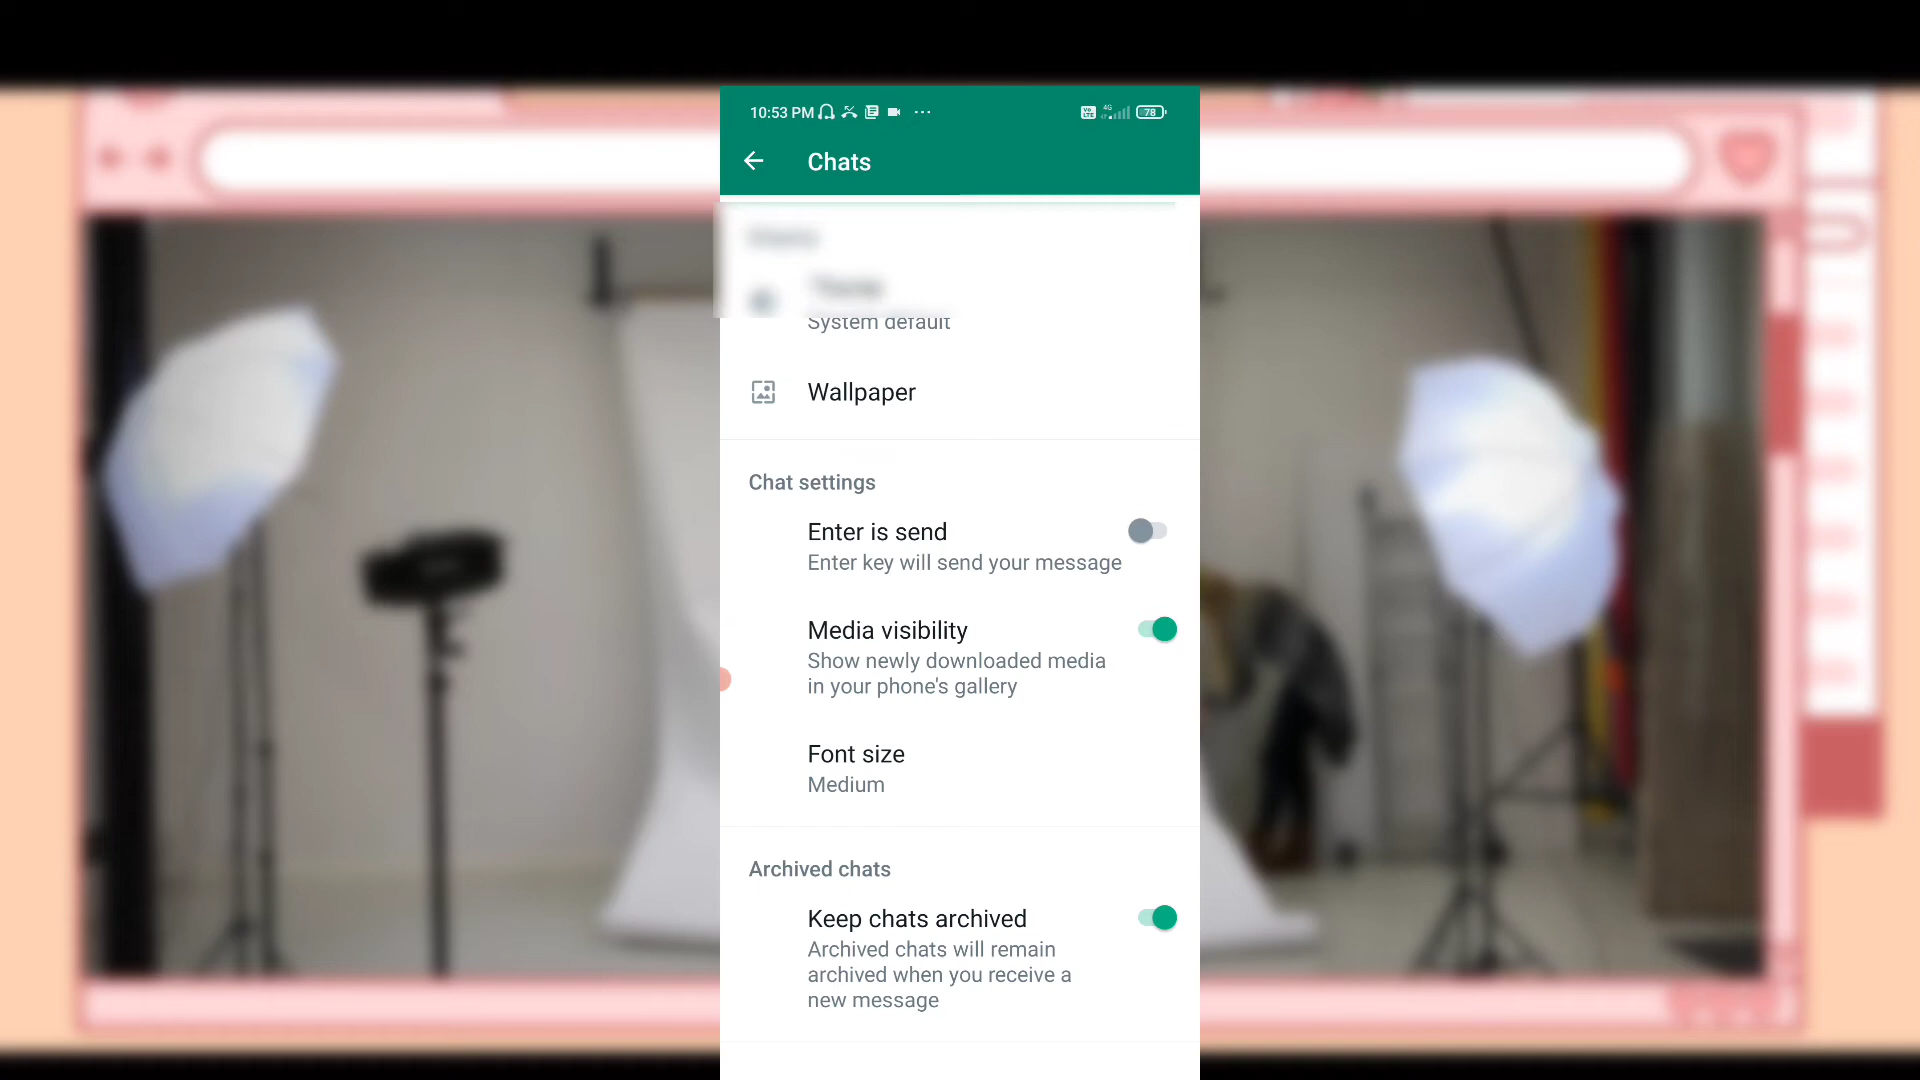 10:53 PM
4G
78
Chats
System default
Wallpaper
Chat settings
Enter is send
Enter key will send your message
Media visibility
Show newly downloaded media
in your phone's gallery
Font size
Medium
Archived chats
Keep chats archived
Archived chats will remain
archived when you receive a
new message